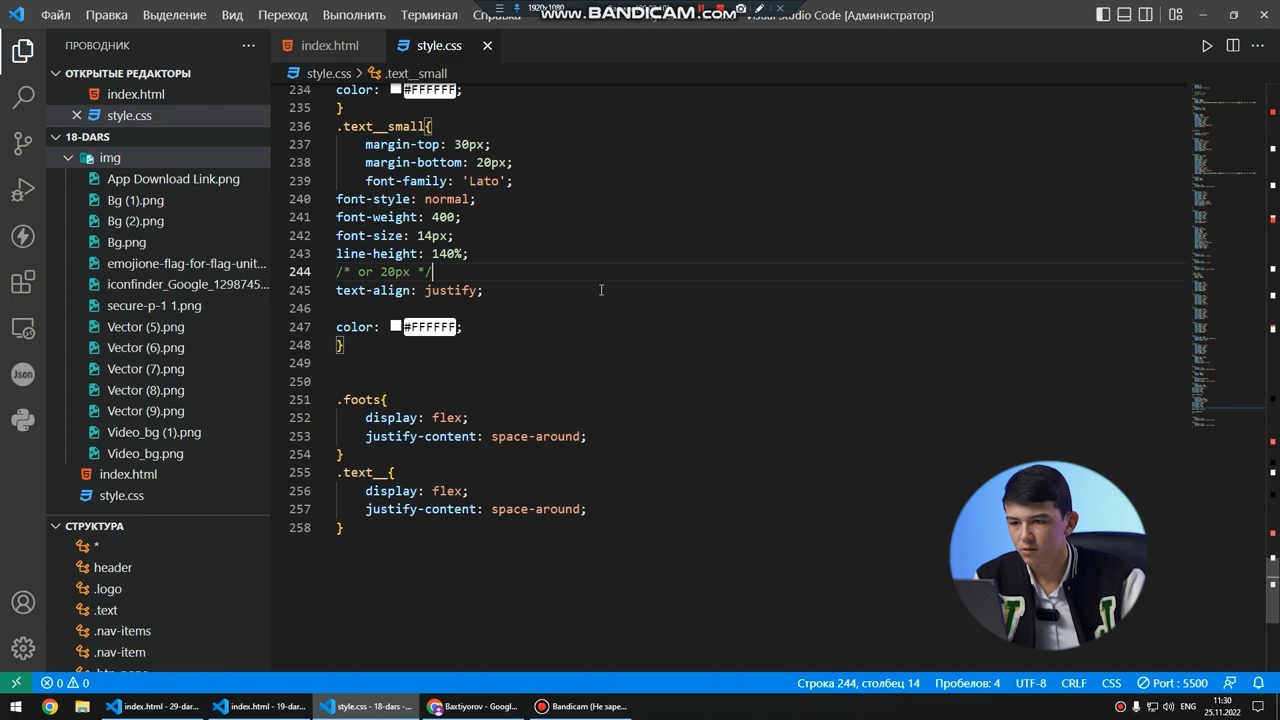 Файл Правка Выделение Вид Переход Выполнить Терминал Справка
1920x1080
www.BANDICAM.com
Visual Studio Code [Администратор]
ПРОВОДНИК
index.html
style.css
style.css > .text__small
ОТКРЫТЫЕ РЕДАКТОРЫ
index.html
style.css
18-DARS
img
App Download Link.png
Bg (1).png
Bg (2).png
Bg.png
emojione-flag-for-flag-unit...
iconfinder_Google_1298745...
secure-p-1 1.png
Vector (5).png
Vector (6).png
Vector (7).png
Vector (8).png
Vector (9).png
Video_bg (1).png
Video_bg.png
index.html
style.css
СТРУКТУРА
*
header
.logo
.text
.nav-items
.nav-item
Json
234 color: #FFFFFF;
235 }
236 .text__small{
237 margin-top: 30px;
238 margin-bottom: 20px;
239 font-family: 'Lato';
240 font-style: normal;
241 font-weight: 400;
242 font-size: 14px;
243 line-height: 140%;
244 /* or 20px */
245 text-align: justify;
246
247 color: #FFFFFF;
248 }
249
250
251 .foots{
252 display: flex;
253 justify-content: space-around;
254 }
255 .text__{
256 display: flex;
257 justify-content: space-around;
258 }
0 0
Строка 244, столбец 14 Пробелов: 4 UTF-8 CRLF CSS Port : 5500
index.html - 29-dar...
index.html - 19-dar...
style.css - 18-dars -...
Baxtiyorov - Googl...
Bandicam (Не заре...
11:30
25.11.2022